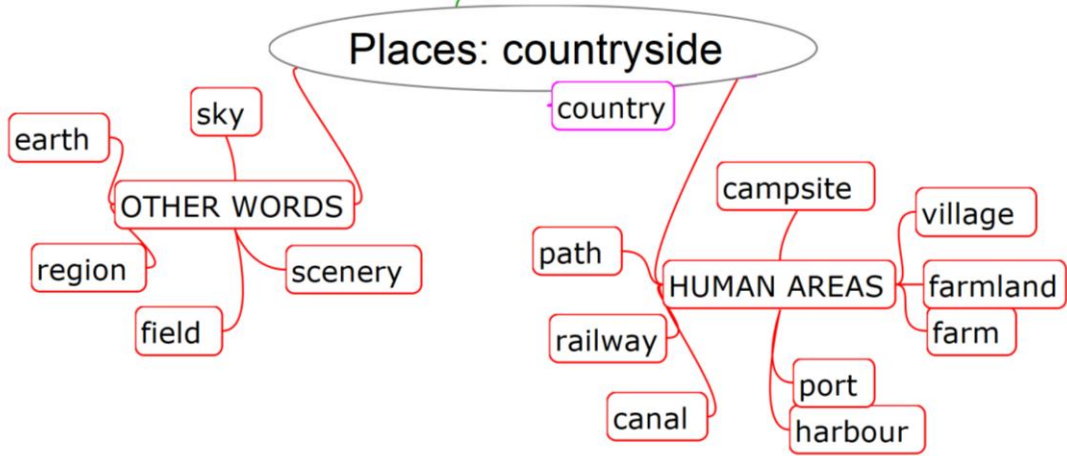 Places: countryside
country
sky
earth
OTHER WORDS
region
scenery
field
campsite
village
path
HUMAN AREAS
farmland
railway
farm
port
canal
harbour